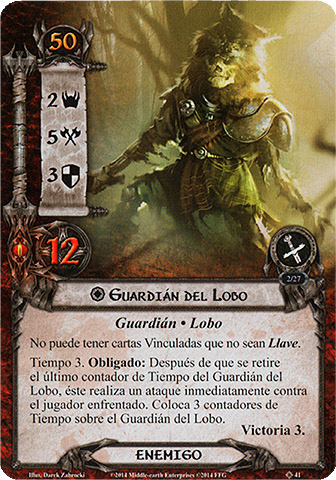 50
2
5
3
12
2/27
Guardián del Lobo
Guardián • Lobo
No puede tener cartas Vinculadas que no sean Llave.
Tiempo 3. Obligado: Después de que se retire
el último contador de Tiempo del Guardián del
Lobo, éste realiza un ataque inmediatamente contra
el jugador enfrentado. Coloca 3 contadores de
Tiempo sobre el Guardián del Lobo.
Victoria 3.
ENEMIGO
Illus. Darek Zabrocki
©2014 Middle-earth Enterprises ©2014 FFG
41